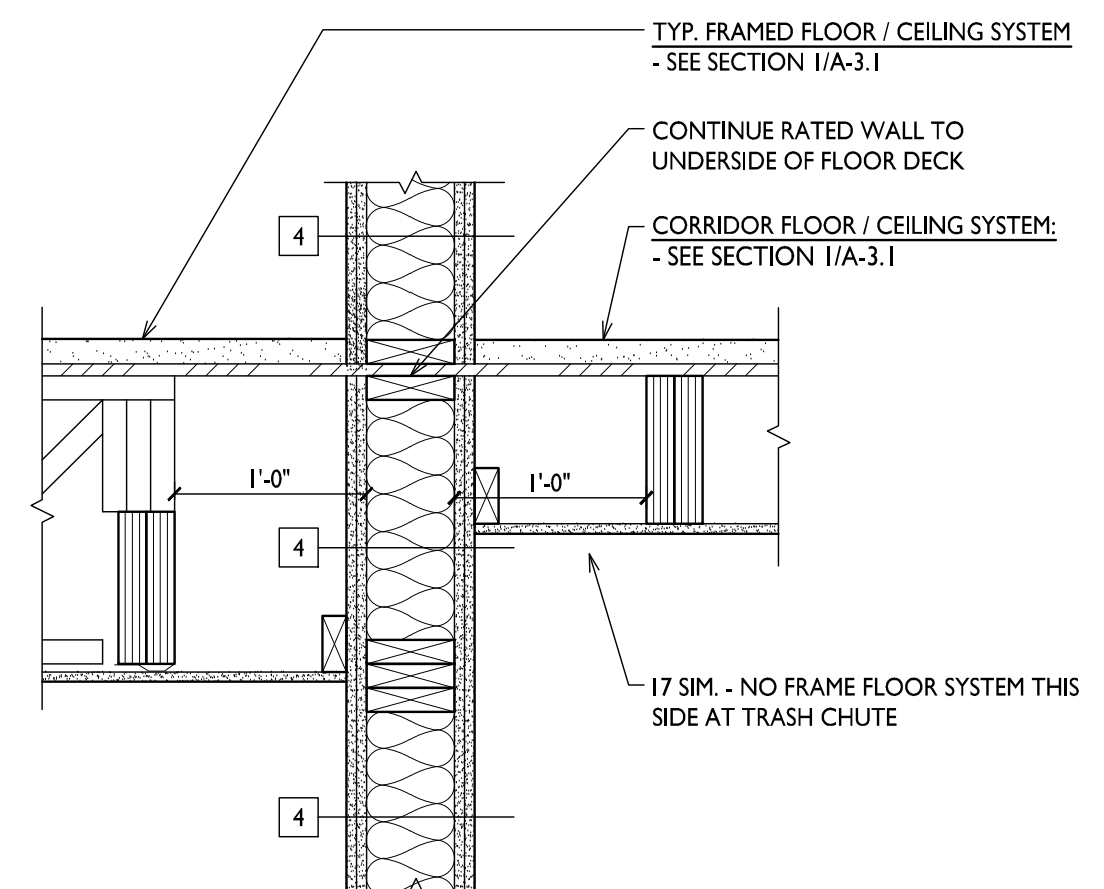 TYP. FRAMED FLOOR / CEILING SYSTEM
- SEE SECTION 1/A-3.1
CONTINUE RATED WALL TO
UNDERSIDE OF FLOOR DECK
4
CORRIDOR FLOOR / CEILING SYSTEM:
- SEE SECTION 1/A-3.1
1'-0"
1'-0"
4
17 SIM. - NO FRAME FLOOR SYSTEM THIS
SIDE AT TRASH CHUTE
4